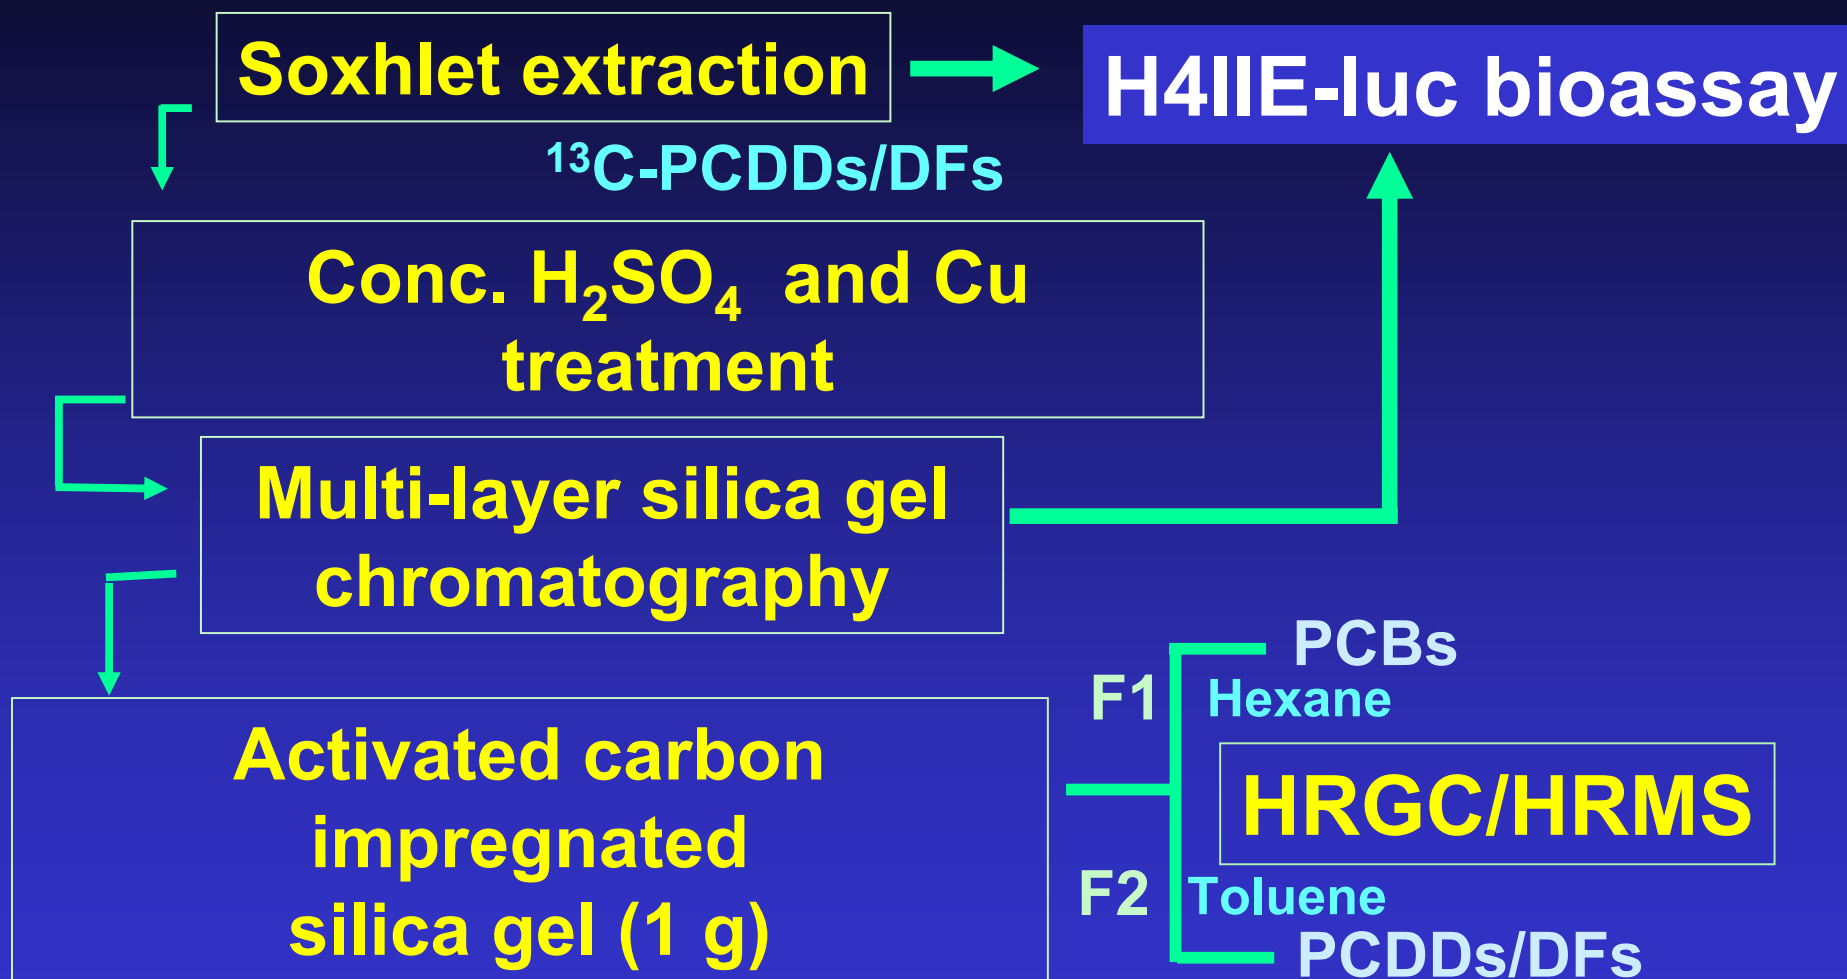 Soxhlet extraction
H4IIE-luc bioassay
¹³C-PCDDs/DFs
Conc. H₂SO₄ and Cu
treatment
Multi-layer silica gel
chromatography
Activated carbon
impregnated
silica gel (1 g)
PCBs
F1
Hexane
HRGC/HRMS
F2
Toluene
PCDDs/DFs